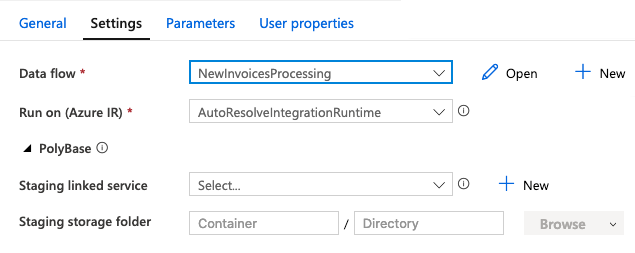 General Settings Parameters User properties
Data flow * NewInvoicesProcessing Open New
Run on (Azure IR) * AutoResolveIntegrationRuntime
PolyBase
Staging linked service Select... New
Staging storage folder Container / Directory Browse